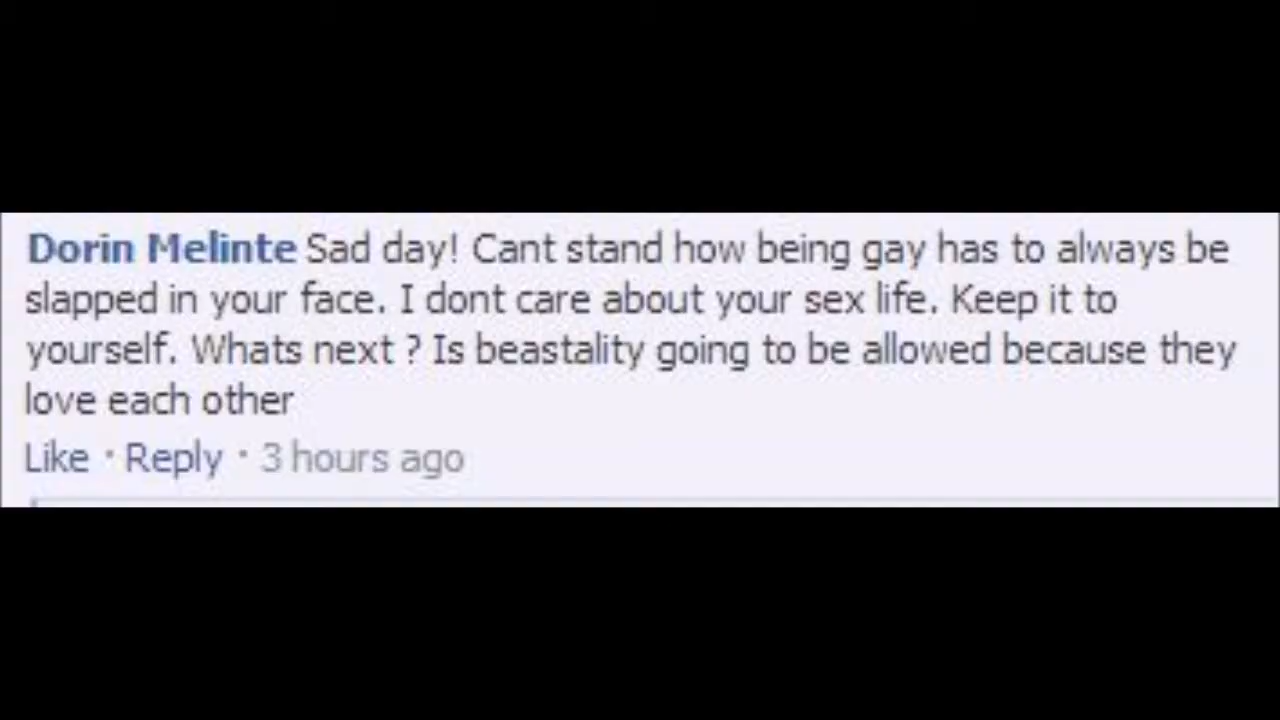 Dorin Melinte Sad day! Cant stand how being gay has to always be
slapped in your face. I dont care about your sex life. Keep it to
yourself. Whats next ? Is beastality going to be allowed because they
love each other
Like · Reply · 3 hours ago